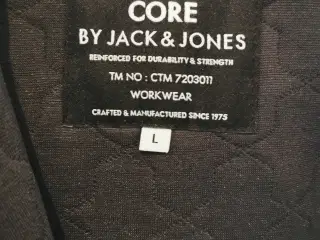 CORE
BY JACK & JONES
REINFORCED FOR DURABILITY & STRENGTH
TM NO : CTM 7203011
WORKWEAR
CRAFTED & MANUFACTURED SINCE 1975
L